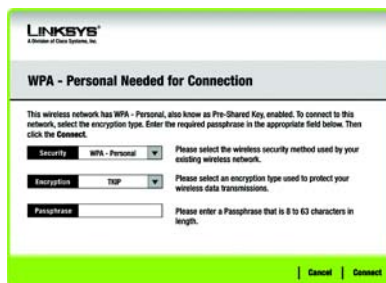 LINKSYS®
A Division of Cisco Systems, Inc.
WPA - Personal Needed for Connection
This wireless network has WPA - Personal, also know as Pre-Shared Key, enabled. To connect to this
network, select the encryption type. Enter the required passphrase in the appropriate field below. Then
click the Connect.
Security WPA - Personal Please select the wireless security method used by your
existing wireless network.
Encryption TKIP Please select an encryption type used to protect your
wireless data transmissions.
Passphrase Please enter a Passphrase that is 8 to 63 characters in
length.
Cancel Connect